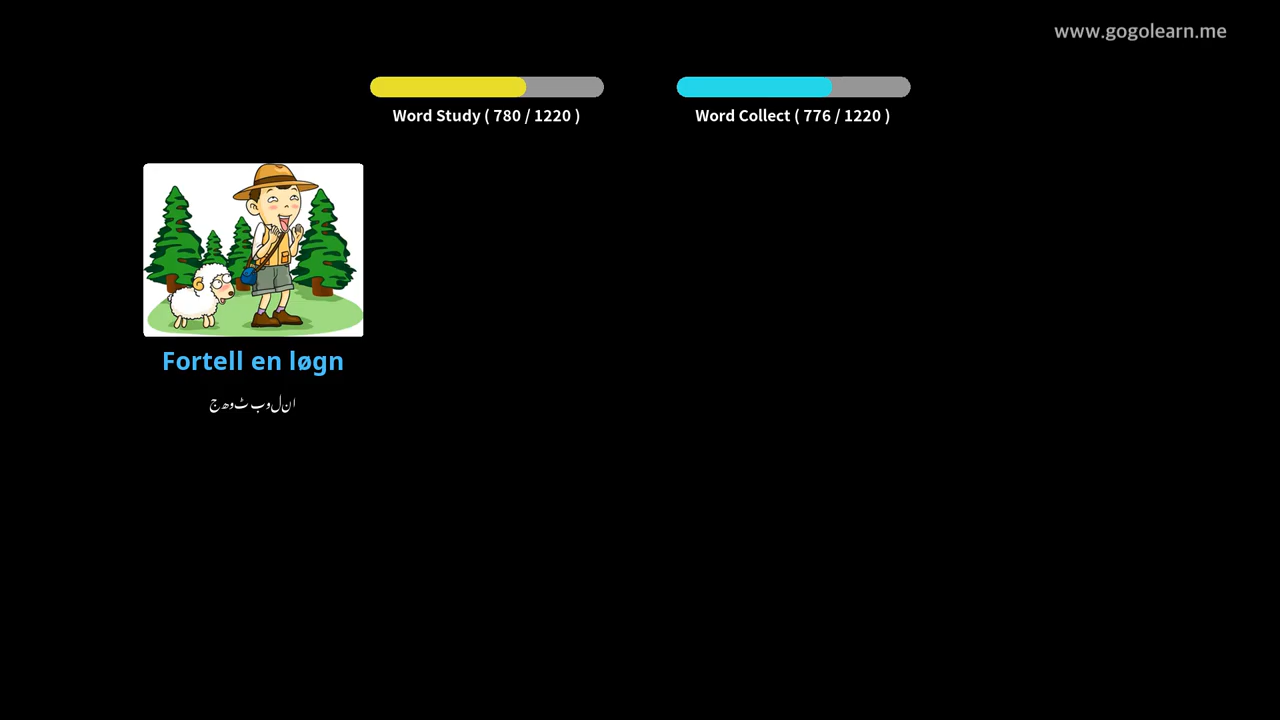 www.gogolearn.me
Word Study ( 780 / 1220 )
Word Collect ( 776 / 1220 )
Fortell en løgn
جھوٹ بولنا